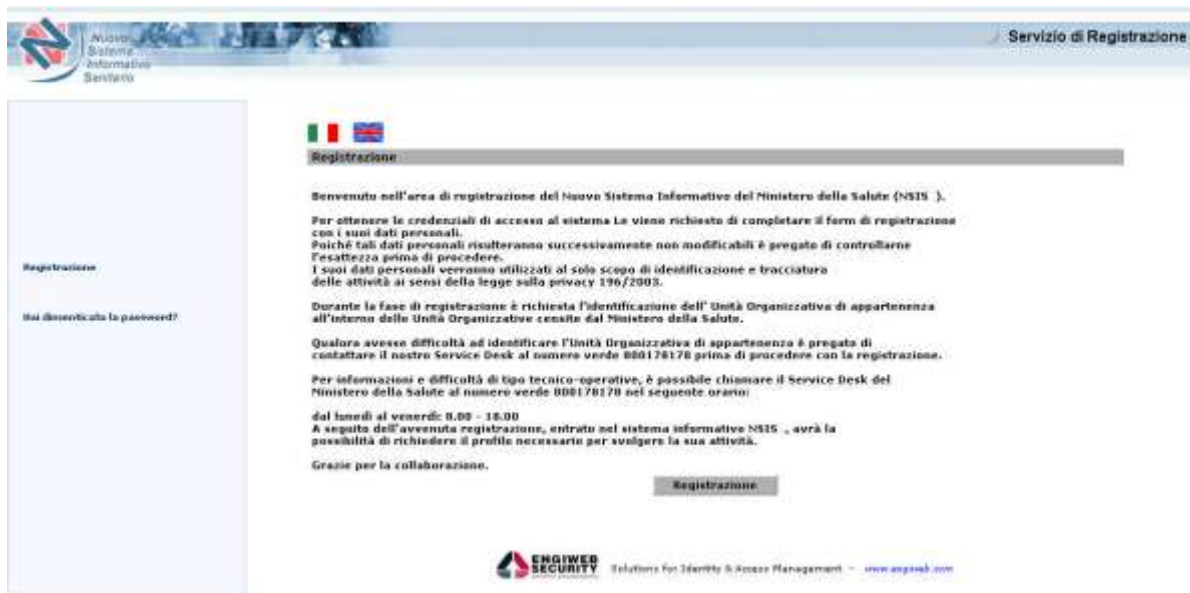 Nuovo
Sistema
Informativo
Sanitario
Servizio di Registrazione
Registrazione
Registrazione
Hai dimenticato la password?
Benvenuto nell'area di registrazione del Nuovo Sistema Informativo del Ministero della Salute (NSIS ).
Per ottenere le credenziali di accesso al sistema Le viene richiesto di completare il form di registrazione
con i suoi dati personali.
Poiché tali dati personali risulteranno successivamente non modificabili è pregato di controllarne
l'esattezza prima di procedere.
I suoi dati personali verranno utilizzati al solo scopo di identificazione e tracciatura
delle attività ai sensi della legge sulla privacy 196/2003.
Durante la fase di registrazione è richiesta l'identificazione dell' Unità Organizzativa di appartenenza
all'interno delle Unità Organizzative censite dal Ministero della Salute.
Qualora avesse difficoltà ad identificare l'Unità Organizzativa di appartenenza è pregato di
contattare il nostro Service Desk al numero verde 800178178 prima di procedere con la registrazione.
Per informazioni e difficoltà di tipo tecnico-operative, è possibile chiamare il Service Desk del
Ministero della Salute al numero verde 800178178 nel seguente orario:
dal lunedì al venerdì: 8.00 - 18.00
A seguito dell'avvenuta registrazione, entrato nel sistema informativo NSIS , avrà la
possibilità di richiedere il profilo necessario per svolgere la sua attività.
Grazie per la collaborazione.
Registrazione
ENGIWEB
SECURITY
Solutions for Identity & Access Management - www.engiweb.com